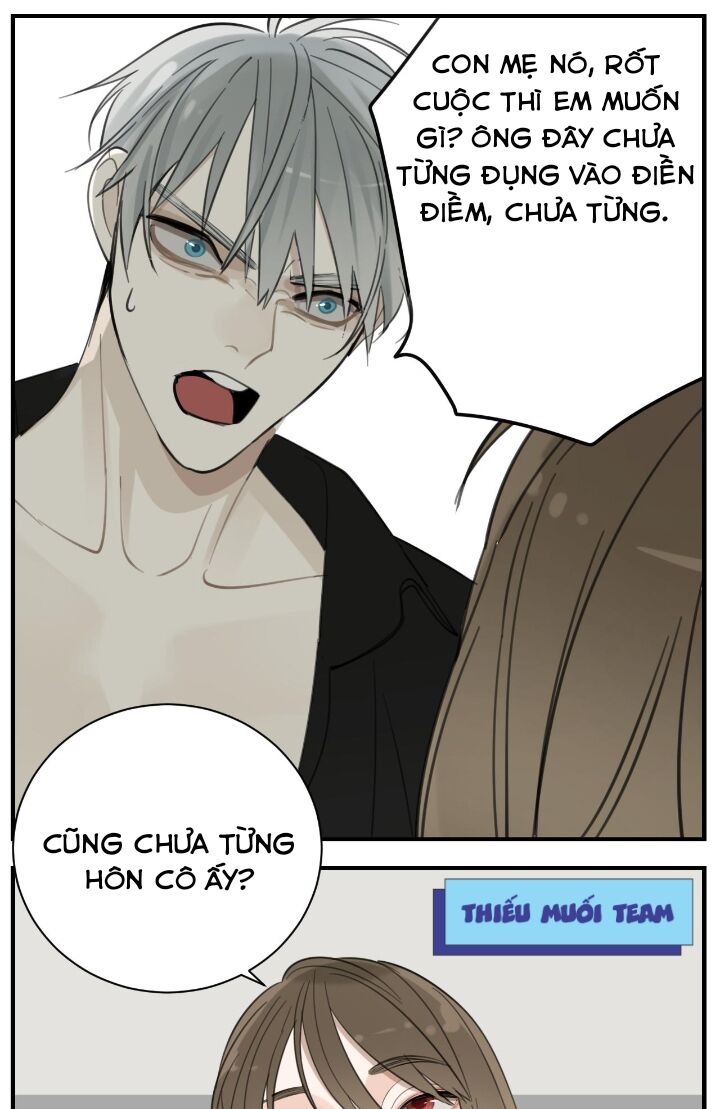 CON MẸ NÓ, RỐT
CUỘC THÌ EM MUỐN
GÌ? ÔNG ĐÂY CHƯA
TỪNG ĐỤNG VÀO ĐIỀN
ĐIỀM, CHƯA TỪNG.
CŨNG CHƯA TỪNG
HÔN CÔ ẤY?
THIẾU MUỐI TEAM